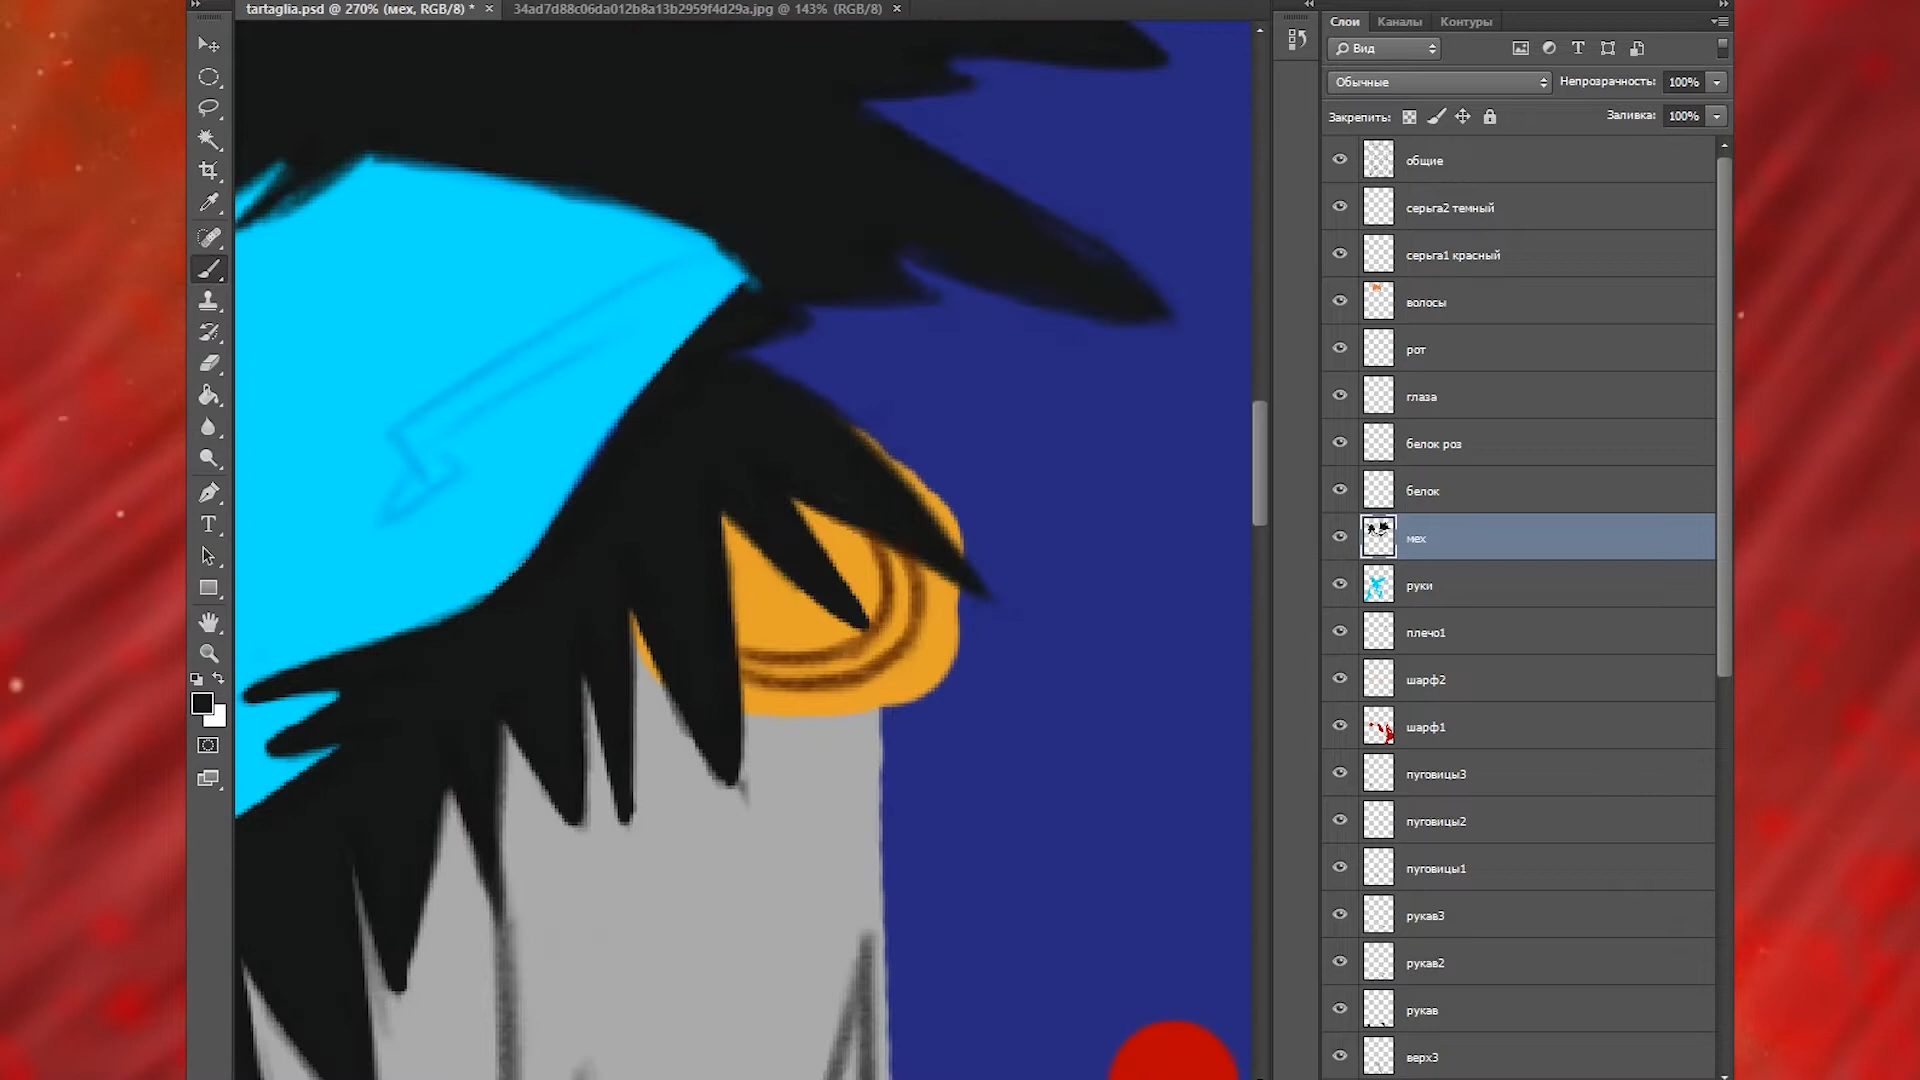 tartaglia.psd @ 270% (мех, RGB/8) *
34ad7d88c06da012b8a13b2959f4d29a.jpg @ 143% (RGB/8)
Слои Каналы Контуры
Вид
Обычные Непрозрачность: 100%
Закрепить: Заливка: 100%
общие
серьга2 темный
серьга1 красный
волосы
рот
глаза
белок роз
белок
мех
руки
плечо1
шарф2
шарф1
пуговицы3
пуговицы2
пуговицы1
рукав3
рукав2
рукав
верх3